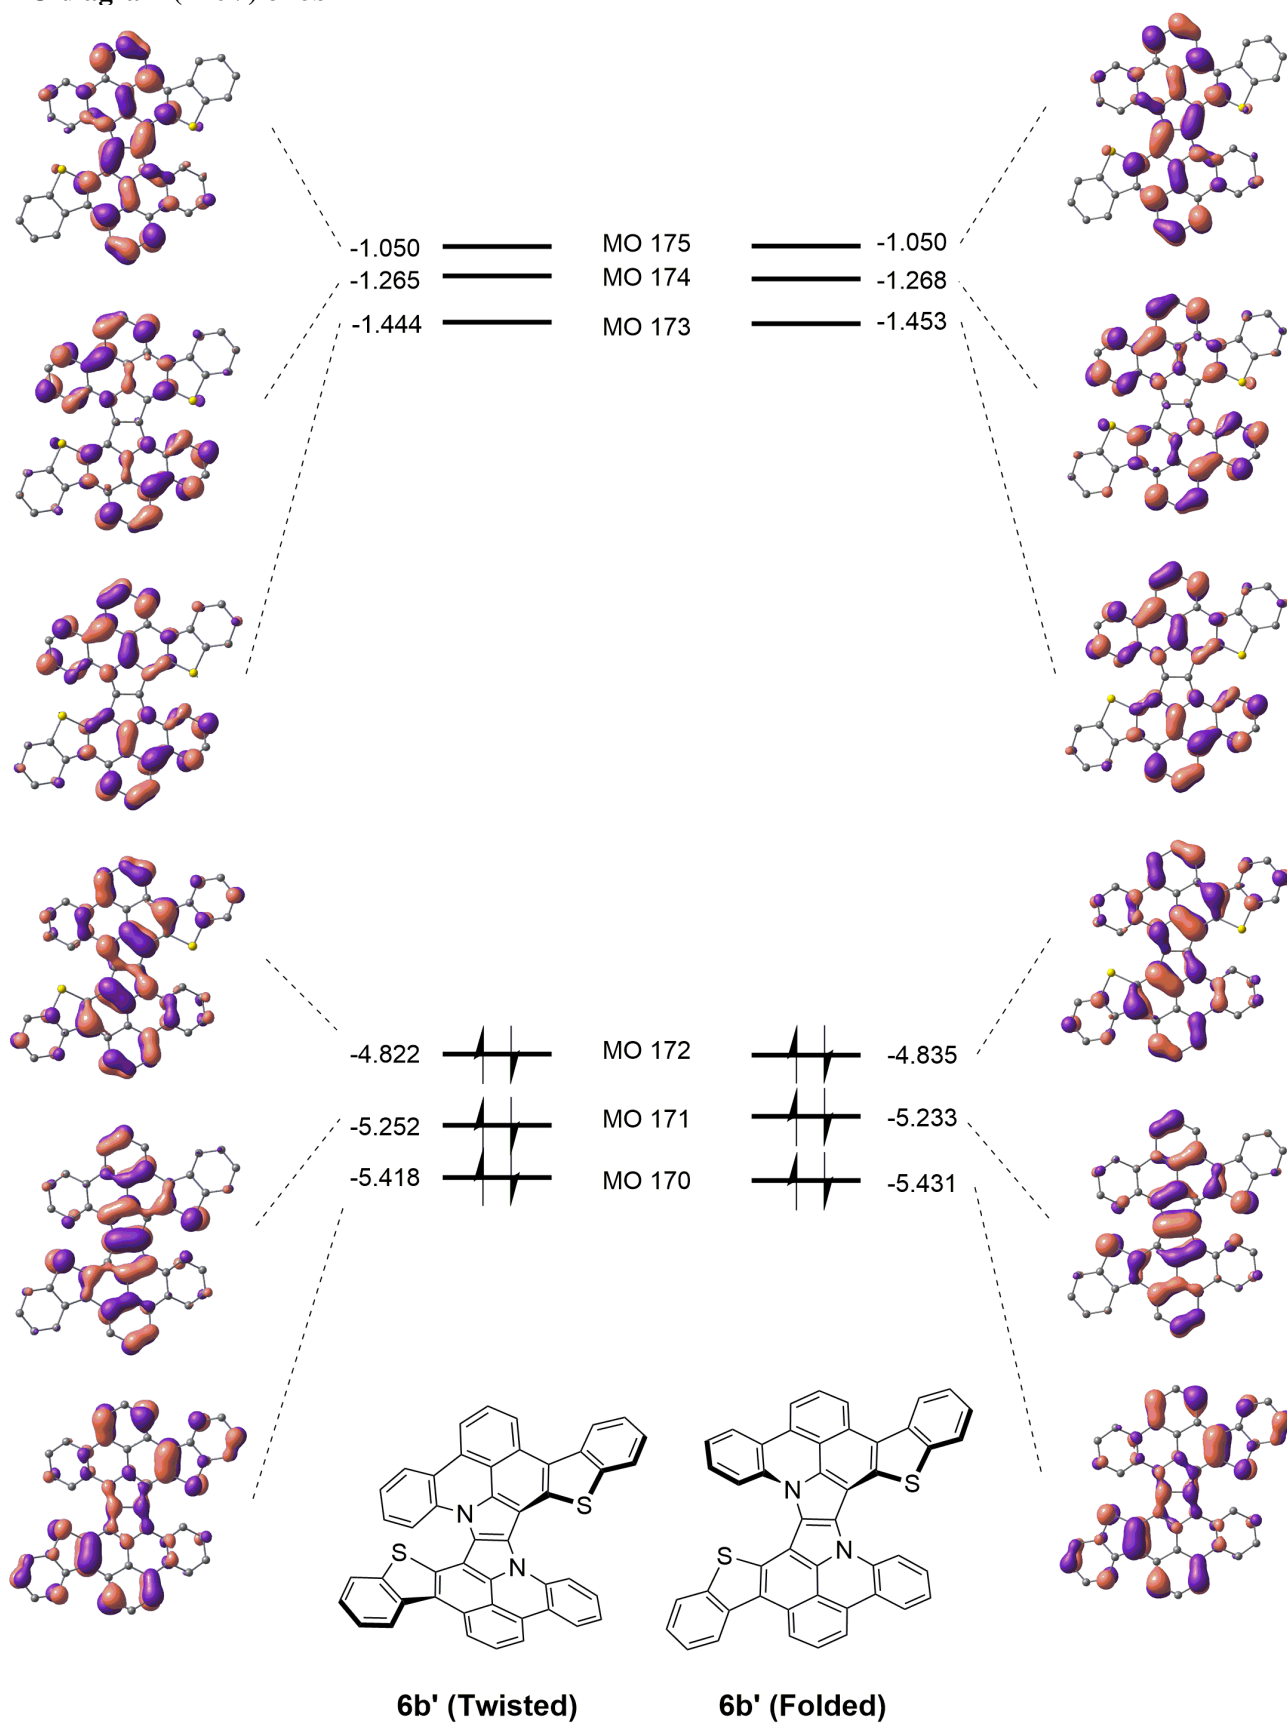 -1.050 MO 175 -1.050
-1.265 MO 174 -1.268
-1.444 MO 173 -1.453
-4.822 MO 172 -4.835
-5.252 MO 171 -5.233
-5.418 MO 170 -5.431
S S
N N
S S
N N
6b' (Twisted) 6b' (Folded)